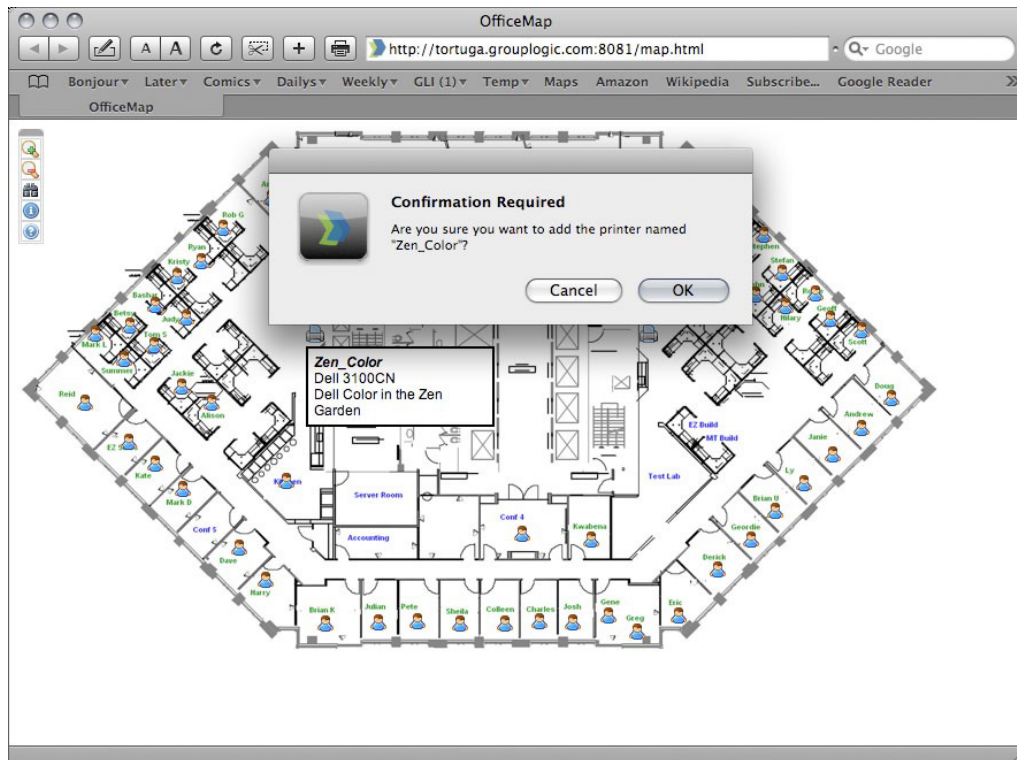 OfficeMap
A A
http://tortuga.grouplogic.com:8081/map.html
Google
Bonjour Later Comics Dailys Weekly GLI (1) Temp Maps Amazon Wikipedia Subscribe... Google Reader
OfficeMap
Confirmation Required
Are you sure you want to add the printer named
"Zen_Color"?
Cancel OK
Zen_Color
Dell 3100CN
Dell Color in the Zen
Garden
Rob G
Ryan
Kristy
Bashar
Betsy
Judy
Tom S
Mark L
Summer
Jackie
Reid
Alison
Kate
Mark D
Conf 5
Dave
Harry
Server Room
Accounting
Conf 4
Kwabena
Stefan
Hilary
Geoff
Scott
Doug
Andrew
EZ Build
MT Build
Janie
Test Lab
Ly
Brian U
Geordie
Derick
Brian K
Julian
Pete
Sheila
Colleen
Charles
Josh
Gene
Greg
Eric